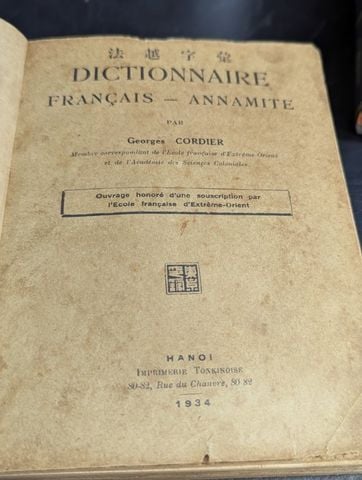 法越字彙
DICTIONNAIRE
FRANÇAIS — ANNAMITE
PAR
Georges CORDIER
Membre correspondant de l'Ecole française d'Extrême-Orient
et de l'Académie des Sciences Coloniales
Ouvrage honoré d'une souscription par
l'Ecole française d'Extrême-Orient
HANOI
IMPRIMERIE TONKINOISE
80-82, Rue du Chanvre, 80-82
1934